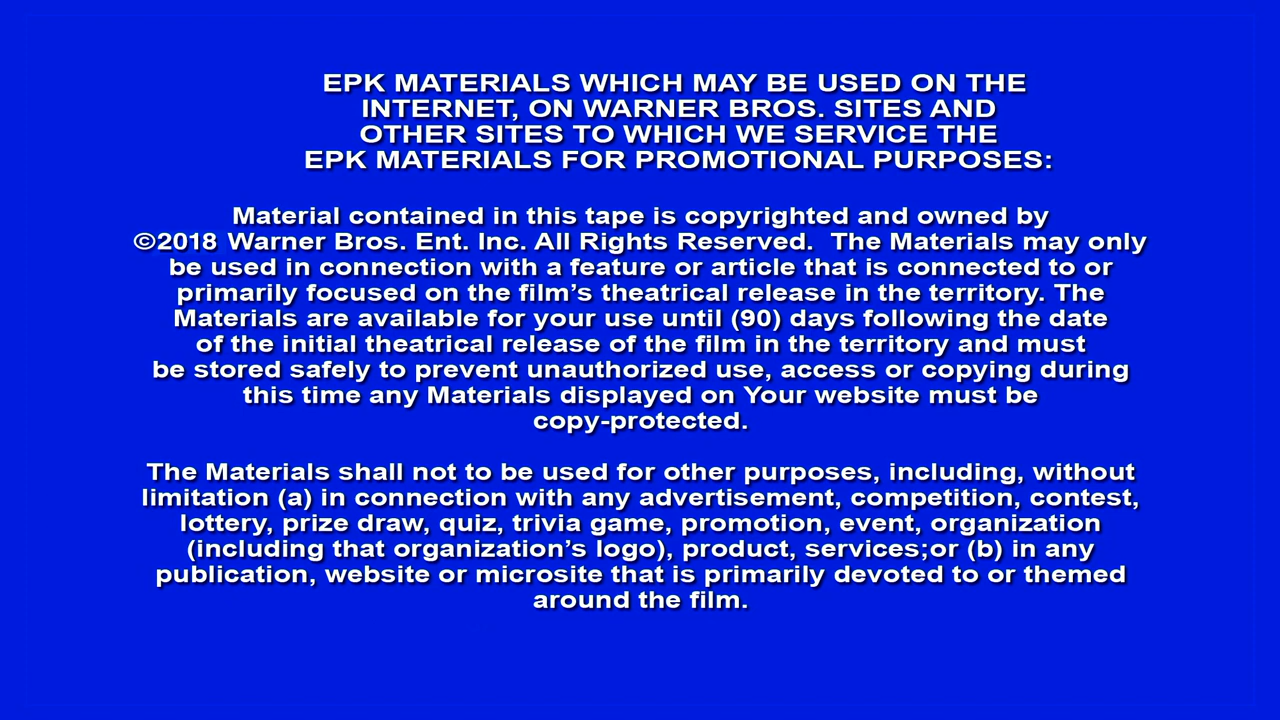 EPK MATERIALS WHICH MAY BE USED ON THE
INTERNET, ON WARNER BROS. SITES AND
OTHER SITES TO WHICH WE SERVICE THE
EPK MATERIALS FOR PROMOTIONAL PURPOSES:
Material contained in this tape is copyrighted and owned by
©2018 Warner Bros. Ent. Inc. All Rights Reserved.  The Materials may only
be used in connection with a feature or article that is connected to or
primarily focused on the film’s theatrical release in the territory. The
Materials are available for your use until (90) days following the date
of the initial theatrical release of the film in the territory and must
be stored safely to prevent unauthorized use, access or copying during
this time any Materials displayed on Your website must be
copy-protected.
The Materials shall not to be used for other purposes, including, without
limitation (a) in connection with any advertisement, competition, contest,
lottery, prize draw, quiz, trivia game, promotion, event, organization
(including that organization’s logo), product, services;or (b) in any
publication, website or microsite that is primarily devoted to or themed
around the film.